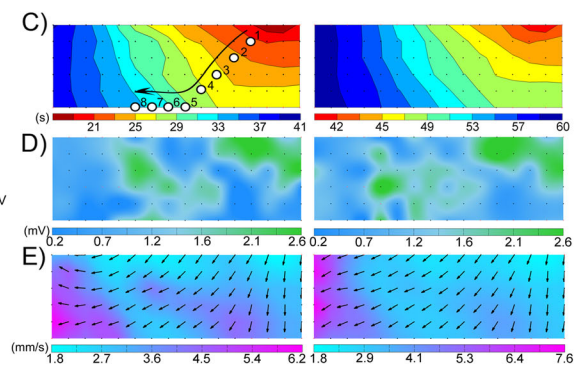 C)
1
2
3
4
8 7 6 5
(s) 21 25 29 33 37 41
42 45 49 53 57 60
D)
V
(mV) 0.2 0.7 1.2 1.6 2.1 2.6
0.2 0.7 1.2 1.6 2.1 2.6
E)
(mm/s) 1.8 2.7 3.6 4.5 5.4 6.2
1.8 2.9 4.1 5.3 6.4 7.6